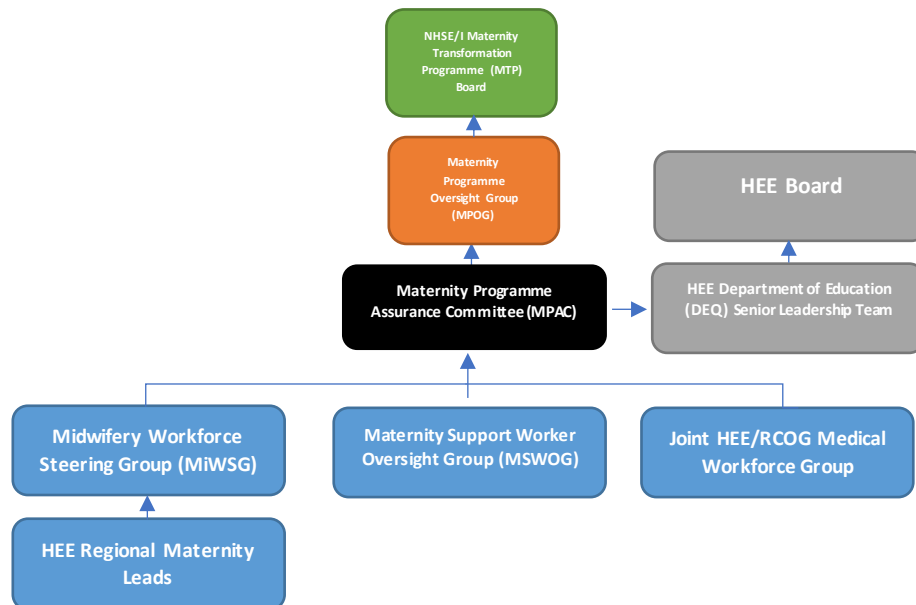 NHSE/I Maternity
Transformation
Programme (MTP)
Board
Maternity
Programme
Oversight Group
(MPOG)
HEE Board
Maternity Programme
Assurance Committee (MPAC)
HEE Department of Education
(DEQ) Senior Leadership Team
Midwifery Workforce
Steering Group (MiWSG)
Maternity Support Worker
Oversight Group (MSWOG)
Joint HEE/RCOG Medical
Workforce Group
HEE Regional Maternity
Leads